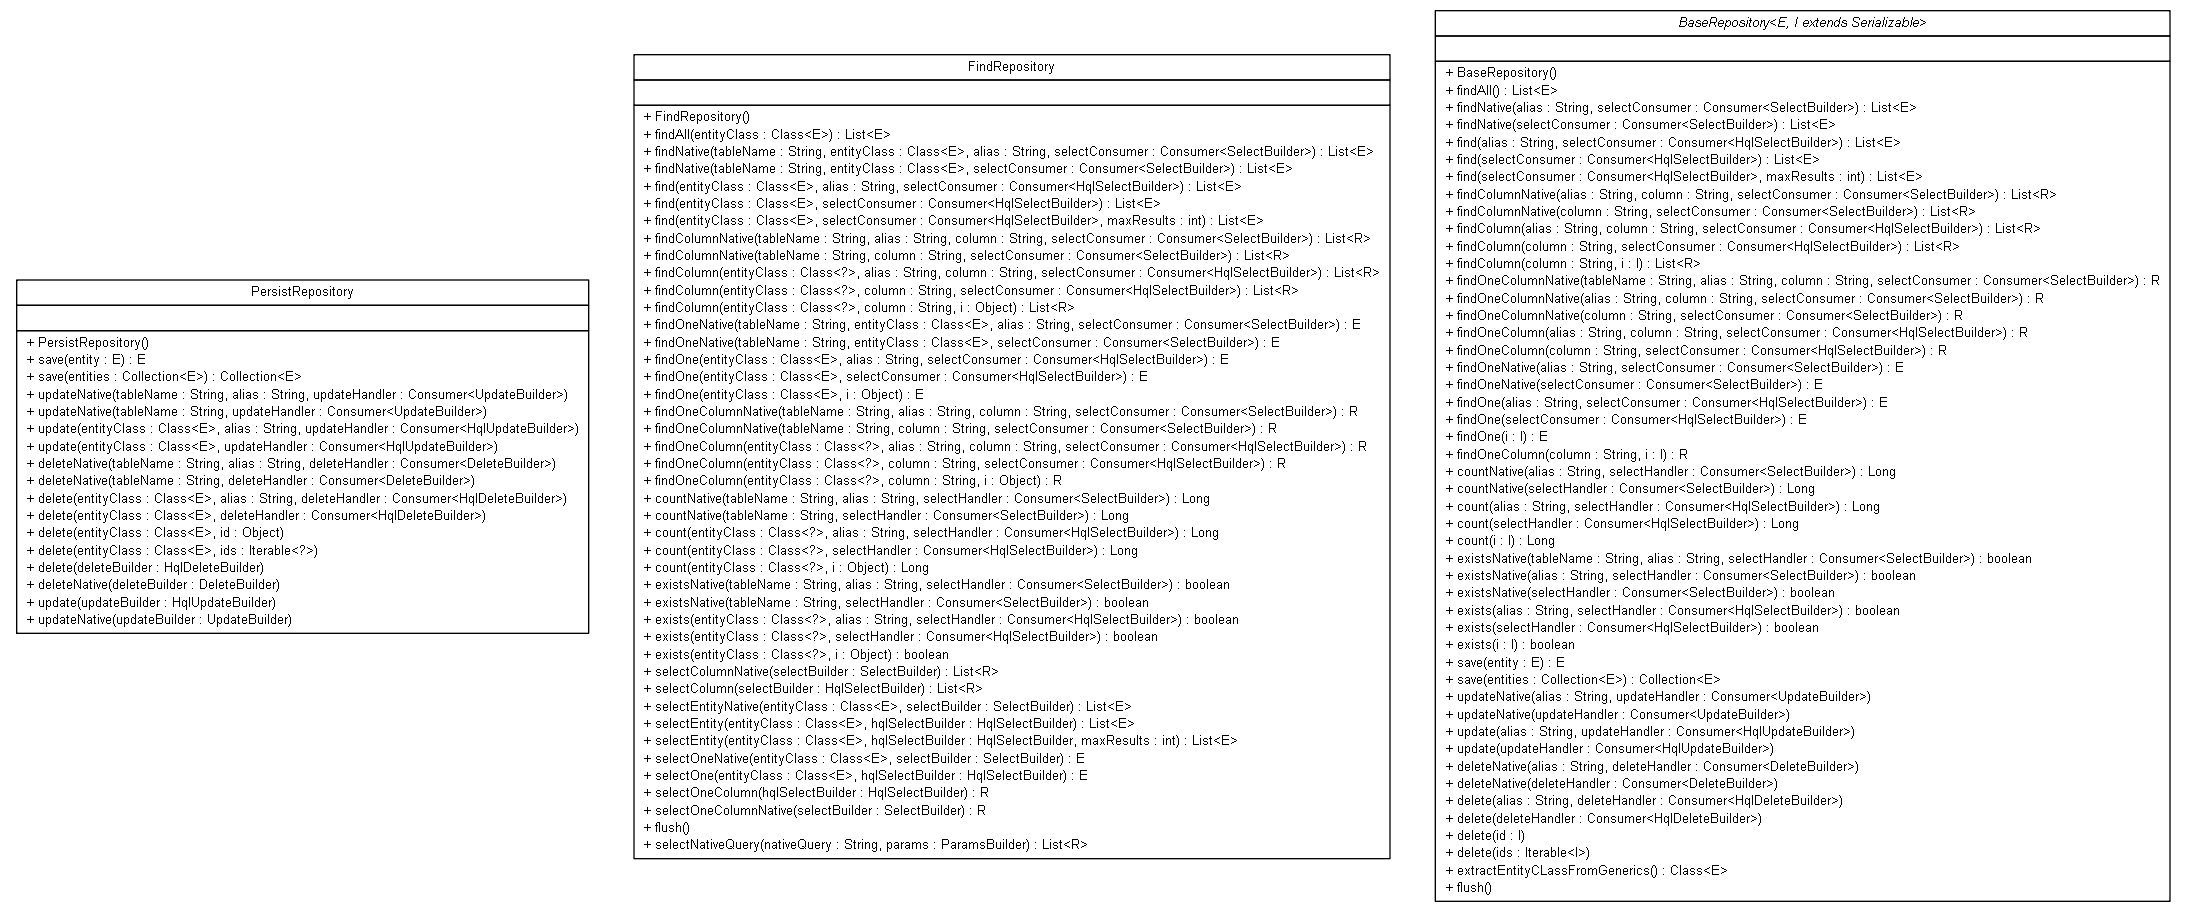 PersistRepository
+ PersistRepository()
+ save(entity : E) : E
+ save(entities : Collection<E>) : Collection<E>
+ updateNative(tableName : String, alias : String, updateHandler : Consumer<UpdateBuilder>)
+ updateNative(tableName : String, updateHandler : Consumer<UpdateBuilder>)
+ update(entityClass : Class<E>, alias : String, updateHandler : Consumer<HqlUpdateBuilder>)
+ update(entityClass : Class<E>, updateHandler : Consumer<HqlUpdateBuilder>)
+ deleteNative(tableName : String, alias : String, deleteHandler : Consumer<DeleteBuilder>)
+ deleteNative(tableName : String, deleteHandler : Consumer<DeleteBuilder>)
+ delete(entityClass : Class<E>, alias : String, deleteHandler : Consumer<HqlDeleteBuilder>)
+ delete(entityClass : Class<E>, deleteHandler : Consumer<HqlDeleteBuilder>)
+ delete(entityClass : Class<E>, id : Object)
+ delete(entityClass : Class<E>, ids : Iterable<?>)
+ delete(deleteBuilder : HqlDeleteBuilder)
+ deleteNative(deleteBuilder : DeleteBuilder)
+ update(updateBuilder : HqlUpdateBuilder)
+ updateNative(updateBuilder : UpdateBuilder)
FindRepository
+ FindRepository()
+ findAll(entityClass : Class<E>) : List<E>
+ findNative(tableName : String, entityClass : Class<E>, alias : String, selectConsumer : Consumer<SelectBuilder>) : List<E>
+ findNative(tableName : String, entityClass : Class<E>, selectConsumer : Consumer<SelectBuilder>) : List<E>
+ find(entityClass : Class<E>, alias : String, selectConsumer : Consumer<HqlSelectBuilder>) : List<E>
+ find(entityClass : Class<E>, selectConsumer : Consumer<HqlSelectBuilder>) : List<E>
+ find(entityClass : Class<E>, selectConsumer : Consumer<HqlSelectBuilder>, maxResults : int) : List<E>
+ findColumnNative(tableName : String, alias : String, column : String, selectConsumer : Consumer<SelectBuilder>) : List<R>
+ findColumnNative(tableName : String, column : String, selectConsumer : Consumer<SelectBuilder>) : List<R>
+ findColumn(entityClass : Class<?>, alias : String, column : String, selectConsumer : Consumer<HqlSelectBuilder>) : List<R>
+ findColumn(entityClass : Class<?>, column : String, selectConsumer : Consumer<HqlSelectBuilder>) : List<R>
+ findColumn(entityClass : Class<?>, column : String, i : Object) : List<R>
+ findOneNative(tableName : String, entityClass : Class<E>, alias : String, selectConsumer : Consumer<SelectBuilder>) : E
+ findOneNative(tableName : String, entityClass : Class<E>, selectConsumer : Consumer<SelectBuilder>) : E
+ findOne(entityClass : Class<E>, alias : String, selectConsumer : Consumer<HqlSelectBuilder>) : E
+ findOne(entityClass : Class<E>, selectConsumer : Consumer<HqlSelectBuilder>) : E
+ findOne(entityClass : Class<E>, i : Object) : E
+ findOneColumnNative(tableName : String, alias : String, column : String, selectConsumer : Consumer<SelectBuilder>) : R
+ findOneColumnNative(tableName : String, column : String, selectConsumer : Consumer<SelectBuilder>) : R
+ findOneColumn(entityClass : Class<?>, alias : String, column : String, selectConsumer : Consumer<HqlSelectBuilder>) : R
+ findOneColumn(entityClass : Class<?>, column : String, selectConsumer : Consumer<HqlSelectBuilder>) : R
+ findOneColumn(entityClass : Class<?>, column : String, i : Object) : R
+ countNative(tableName : String, alias : String, selectHandler : Consumer<SelectBuilder>) : Long
+ countNative(tableName : String, selectHandler : Consumer<SelectBuilder>) : Long
+ count(entityClass : Class<?>, alias : String, selectHandler : Consumer<HqlSelectBuilder>) : Long
+ count(entityClass : Class<?>, selectHandler : Consumer<HqlSelectBuilder>) : Long
+ count(entityClass : Class<?>, i : Object) : Long
+ existsNative(tableName : String, alias : String, selectHandler : Consumer<SelectBuilder>) : boolean
+ existsNative(tableName : String, selectHandler : Consumer<SelectBuilder>) : boolean
+ exists(entityClass : Class<?>, alias : String, selectHandler : Consumer<HqlSelectBuilder>) : boolean
+ exists(entityClass : Class<?>, selectHandler : Consumer<HqlSelectBuilder>) : boolean
+ exists(entityClass : Class<?>, i : Object) : boolean
+ selectColumnNative(selectBuilder : SelectBuilder) : List<R>
+ selectColumn(selectBuilder : HqlSelectBuilder) : List<R>
+ selectEntityNative(entityClass : Class<E>, selectBuilder : SelectBuilder) : List<E>
+ selectEntity(entityClass : Class<E>, hqlSelectBuilder : HqlSelectBuilder) : List<E>
+ selectEntity(entityClass : Class<E>, hqlSelectBuilder : HqlSelectBuilder, maxResults : int) : List<E>
+ selectOneNative(entityClass : Class<E>, selectBuilder : SelectBuilder) : E
+ selectOne(entityClass : Class<E>, hqlSelectBuilder : HqlSelectBuilder) : E
+ selectOneColumn(hqlSelectBuilder : HqlSelectBuilder) : R
+ selectOneColumnNative(selectBuilder : SelectBuilder) : R
+ flush()
+ selectNativeQuery(nativeQuery : String, params : ParamsBuilder) : List<R>
BaseRepository<E, I extends Serializable>
+ BaseRepository()
+ findAll() : List<E>
+ findNative(alias : String, selectConsumer : Consumer<SelectBuilder>) : List<E>
+ findNative(selectConsumer : Consumer<SelectBuilder>) : List<E>
+ find(alias : String, selectConsumer : Consumer<HqlSelectBuilder>) : List<E>
+ find(selectConsumer : Consumer<HqlSelectBuilder>) : List<E>
+ find(selectConsumer : Consumer<HqlSelectBuilder>, maxResults : int) : List<E>
+ findColumnNative(alias : String, column : String, selectConsumer : Consumer<SelectBuilder>) : List<R>
+ findColumnNative(column : String, selectConsumer : Consumer<SelectBuilder>) : List<R>
+ findColumn(alias : String, column : String, selectConsumer : Consumer<HqlSelectBuilder>) : List<R>
+ findColumn(column : String, selectConsumer : Consumer<HqlSelectBuilder>) : List<R>
+ findColumn(column : String, i : I) : List<R>
+ findOneColumnNative(tableName : String, alias : String, column : String, selectConsumer : Consumer<SelectBuilder>) : R
+ findOneColumnNative(alias : String, column : String, selectConsumer : Consumer<SelectBuilder>) : R
+ findOneColumnNative(column : String, selectConsumer : Consumer<SelectBuilder>) : R
+ findOneColumn(alias : String, column : String, selectConsumer : Consumer<HqlSelectBuilder>) : R
+ findOneColumn(column : String, selectConsumer : Consumer<HqlSelectBuilder>) : R
+ findOneNative(alias : String, selectConsumer : Consumer<SelectBuilder>) : E
+ findOneNative(selectConsumer : Consumer<SelectBuilder>) : E
+ findOne(alias : String, selectConsumer : Consumer<HqlSelectBuilder>) : E
+ findOne(selectConsumer : Consumer<HqlSelectBuilder>) : E
+ findOne(i : I) : E
+ findOneColumn(column : String, i : I) : R
+ countNative(alias : String, selectHandler : Consumer<SelectBuilder>) : Long
+ countNative(selectHandler : Consumer<SelectBuilder>) : Long
+ count(alias : String, selectHandler : Consumer<HqlSelectBuilder>) : Long
+ count(selectHandler : Consumer<HqlSelectBuilder>) : Long
+ count(i : I) : Long
+ existsNative(tableName : String, alias : String, selectHandler : Consumer<SelectBuilder>) : boolean
+ existsNative(alias : String, selectHandler : Consumer<SelectBuilder>) : boolean
+ existsNative(selectHandler : Consumer<SelectBuilder>) : boolean
+ exists(alias : String, selectHandler : Consumer<HqlSelectBuilder>) : boolean
+ exists(selectHandler : Consumer<HqlSelectBuilder>) : boolean
+ exists(i : I) : boolean
+ save(entity : E) : E
+ save(entities : Collection<E>) : Collection<E>
+ updateNative(alias : String, updateHandler : Consumer<UpdateBuilder>)
+ updateNative(updateHandler : Consumer<UpdateBuilder>)
+ update(alias : String, updateHandler : Consumer<HqlUpdateBuilder>)
+ update(updateHandler : Consumer<HqlUpdateBuilder>)
+ deleteNative(alias : String, deleteHandler : Consumer<DeleteBuilder>)
+ deleteNative(deleteHandler : Consumer<DeleteBuilder>)
+ delete(alias : String, deleteHandler : Consumer<HqlDeleteBuilder>)
+ delete(deleteHandler : Consumer<HqlDeleteBuilder>)
+ delete(id : I)
+ delete(ids : Iterable<I>)
+ extractEntityCLassFromGenerics() : Class<E>
+ flush()